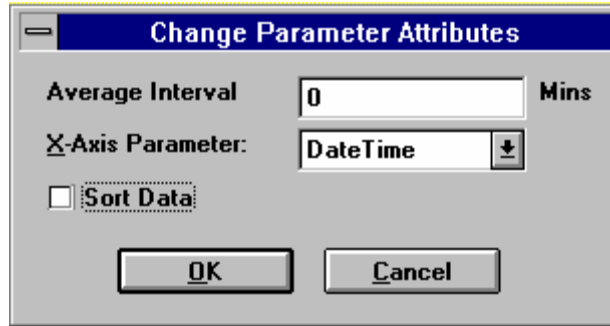 Change Parameter Attributes
Average Interval 0 Mins
X-Axis Parameter: DateTime
Sort Data
OK Cancel